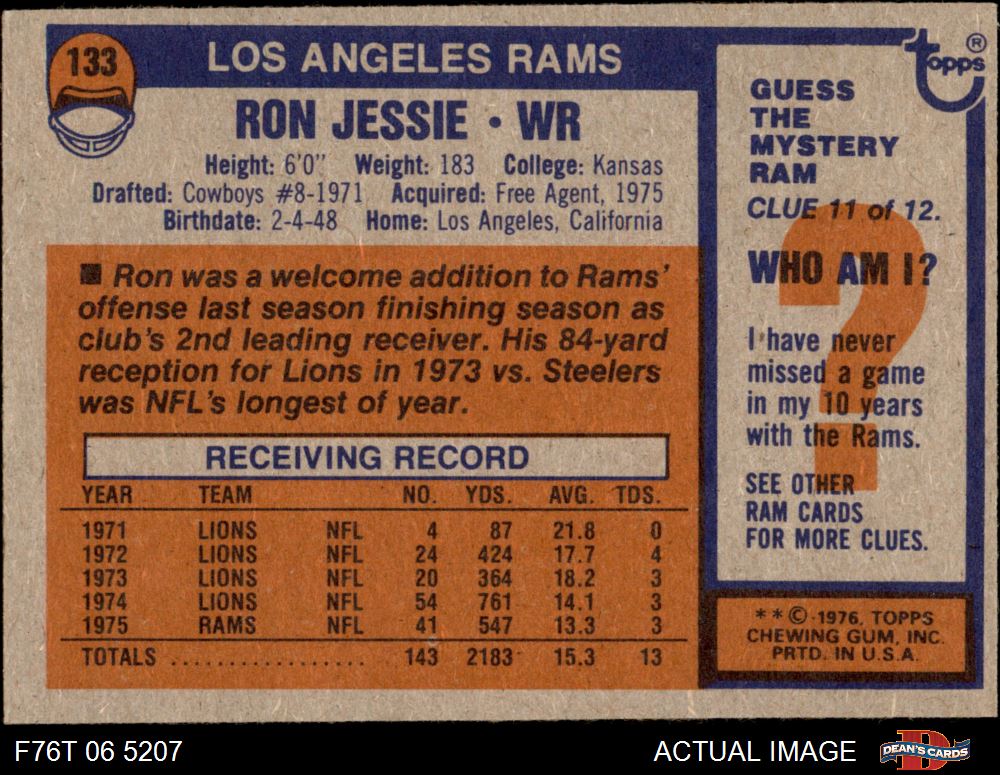 133
LOS ANGELES RAMS
RON JESSIE • WR
Height: 6'0" Weight: 183 College: Kansas
Drafted: Cowboys #8-1971 Acquired: Free Agent, 1975
Birthdate: 2-4-48 Home: Los Angeles, California
■ Ron was a welcome addition to Rams'
offense last season finishing season as
club's 2nd leading receiver. His 84-yard
reception for Lions in 1973 vs. Steelers
was NFL's longest of year.
RECEIVING RECORD
YEAR TEAM NO. YDS. AVG. TDS.
1971 LIONS NFL 4 87 21.8 0
1972 LIONS NFL 24 424 17.7 4
1973 LIONS NFL 20 364 18.2 3
1974 LIONS NFL 54 761 14.1 3
1975 RAMS NFL 41 547 13.3 3
TOTALS .................. 143 2183 15.3 13
topps ®
GUESS
THE
MYSTERY
RAM
CLUE 11 of 12.
WHO AM I?
?
I have never
missed a game
in my 10 years
with the Rams.
SEE OTHER
RAM CARDS
FOR MORE CLUES.
**© 1976, TOPPS
CHEWING GUM, INC.
PRTD. IN U.S.A.
F76T 06 5207
ACTUAL IMAGE
D
DEAN'S CARDS